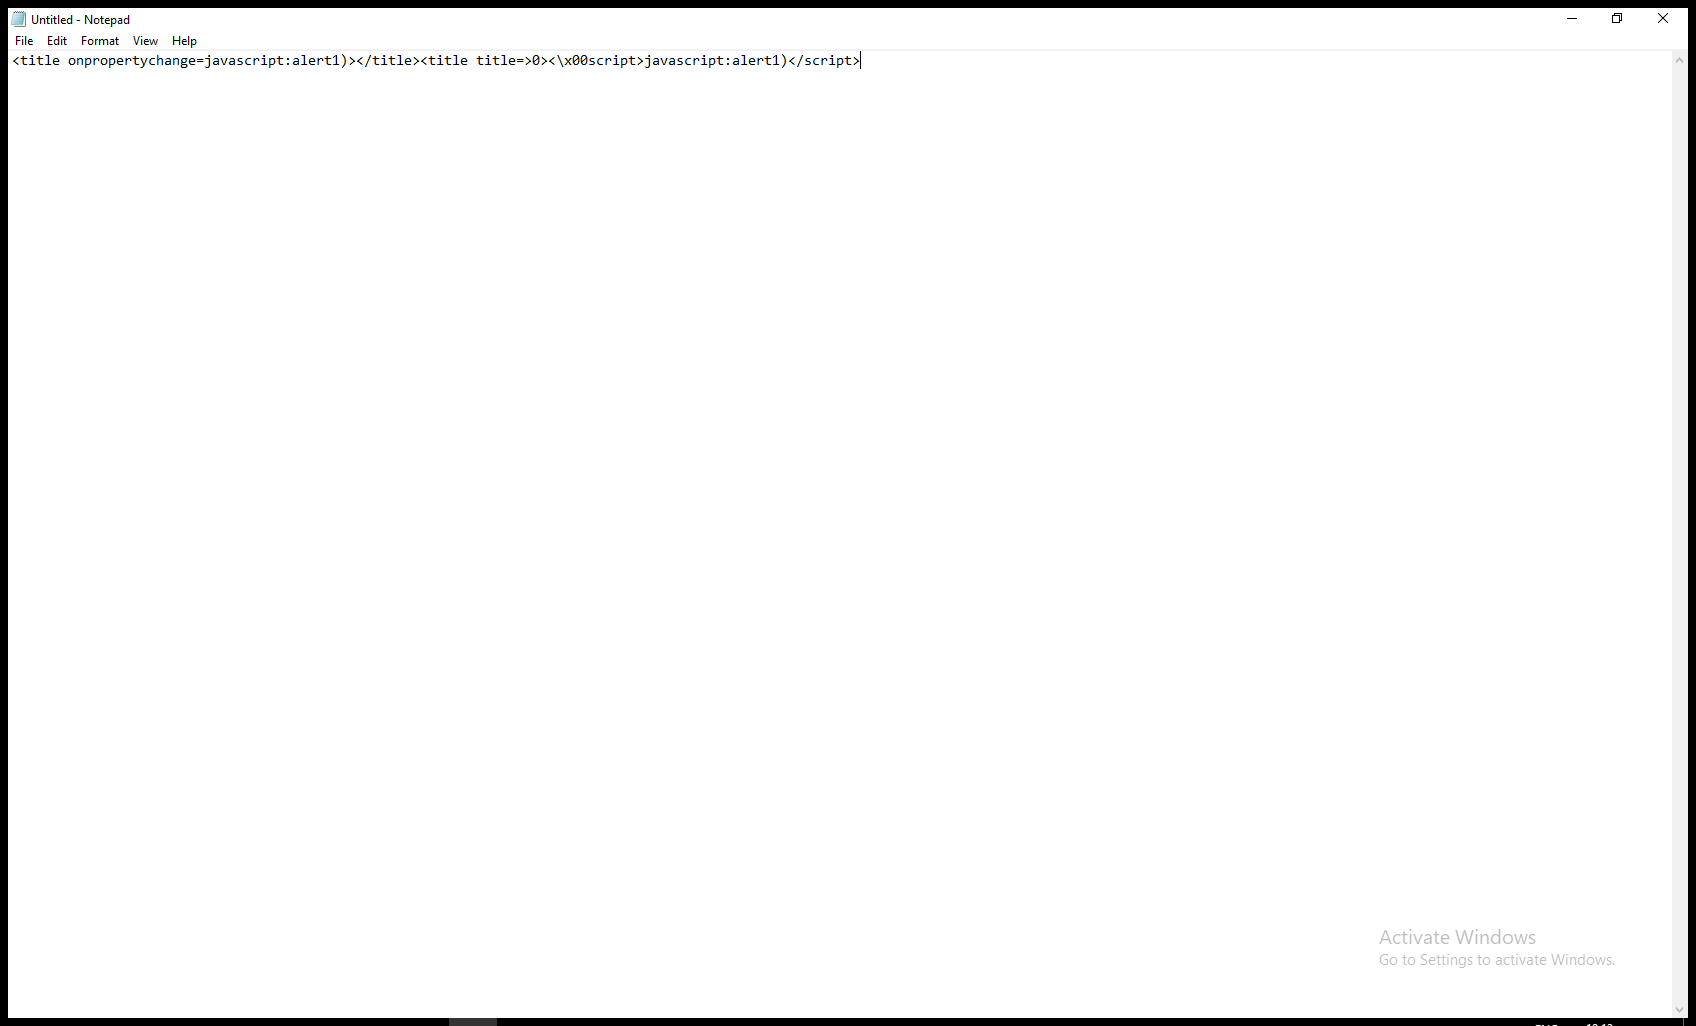 Untitled - Notepad
File Edit Format View Help
<title onpropertychange=javascript:alert1)></title><title title=>0><\x00script>javascript:alert1)</script>
Activate Windows
Go to Settings to activate Windows.